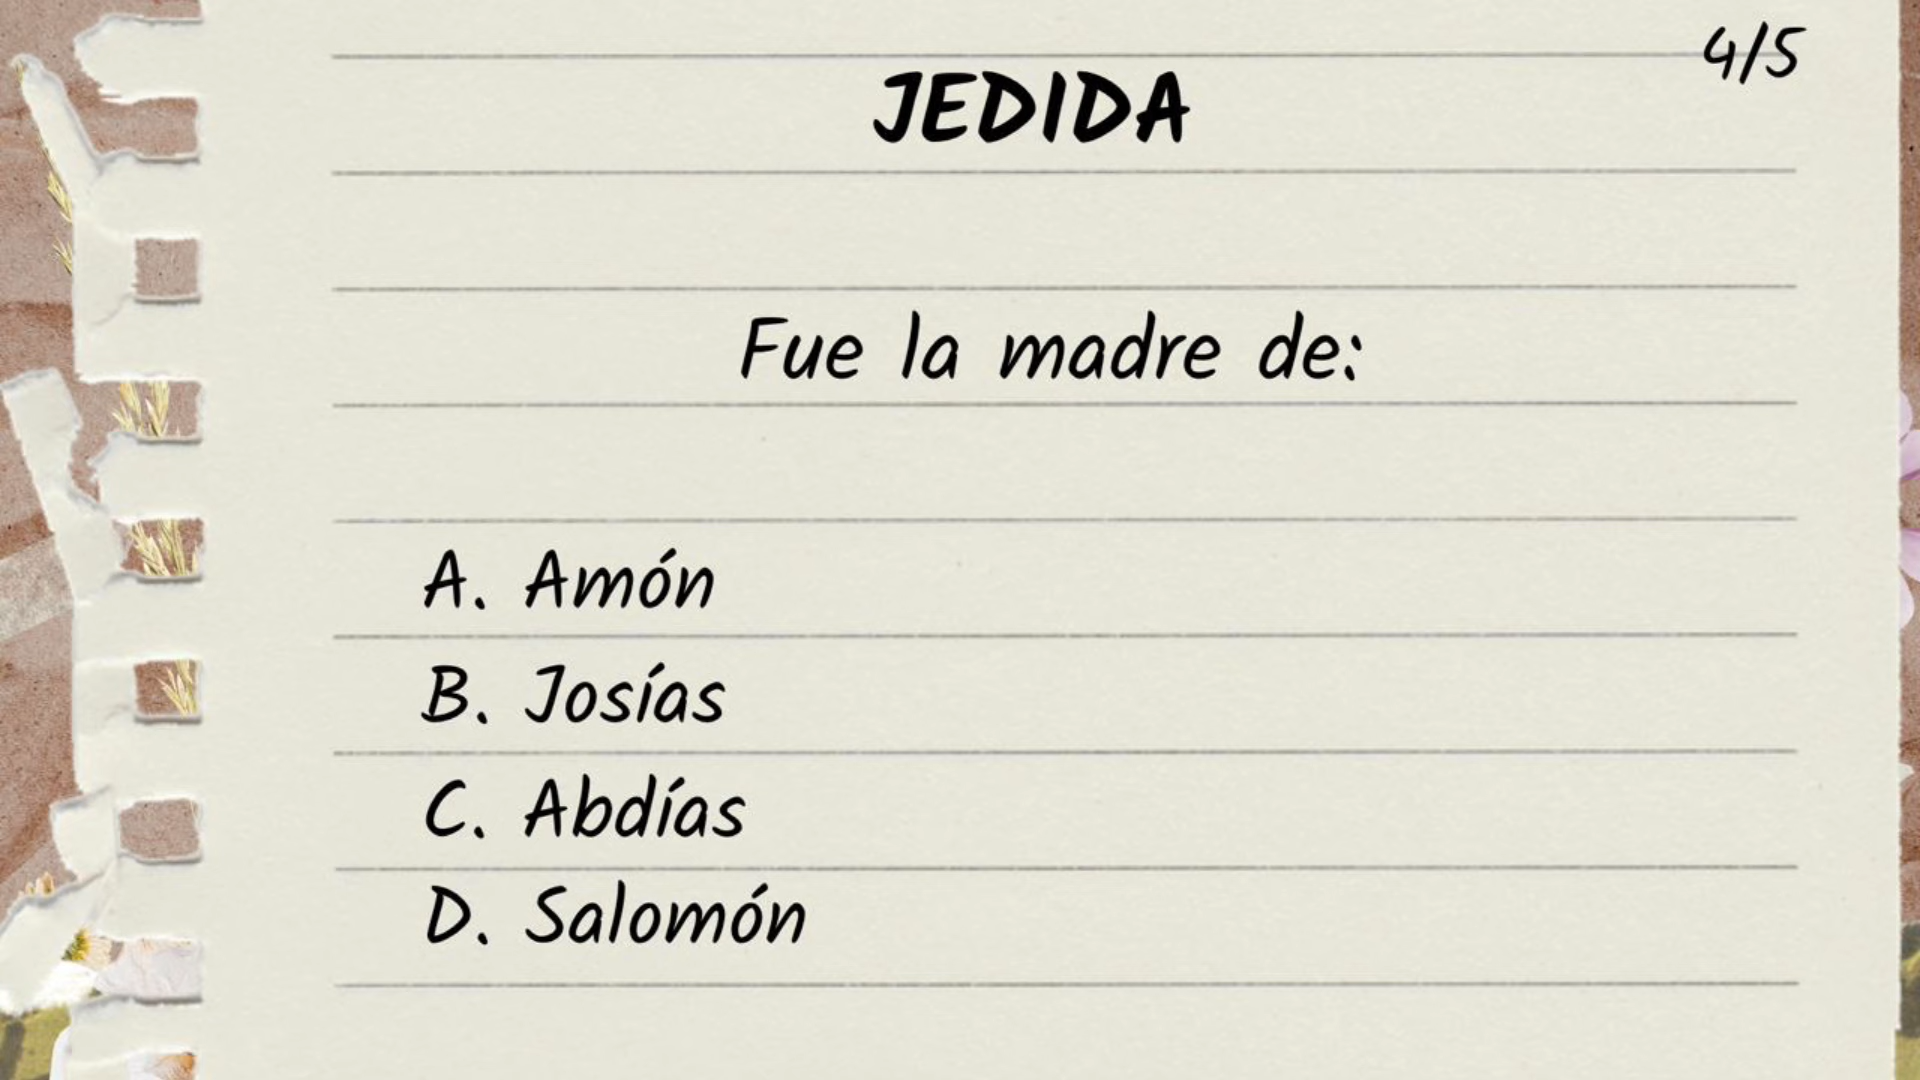 4/5
JEDIDA
Fue la madre de:
A. Amón
B. Josías
C. Abdías
D. Salomón